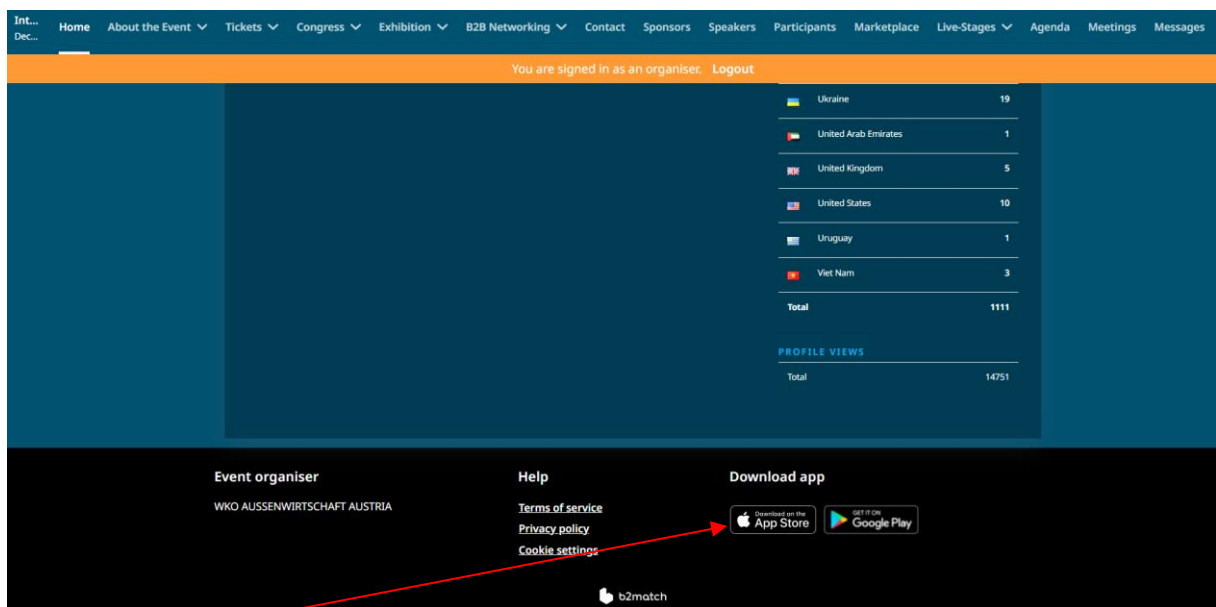 Int...
Dec...
Home About the Event Tickets Congress Exhibition B2B Networking Contact Sponsors Speakers Participants Marketplace Live-Stages Agenda Meetings Messages
You are signed in as an organiser. Logout
Ukraine 19
United Arab Emirates 1
United Kingdom 5
United States 10
Uruguay 1
Viet Nam 3
Total 1111
PROFILE VIEWS
Total 14751
Event organiser
WKO AUSSENWIRTSCHAFT AUSTRIA
Help
Terms of service
Privacy policy
Cookie settings
Download app
Download on the
App Store
GET IT ON
Google Play
b2match